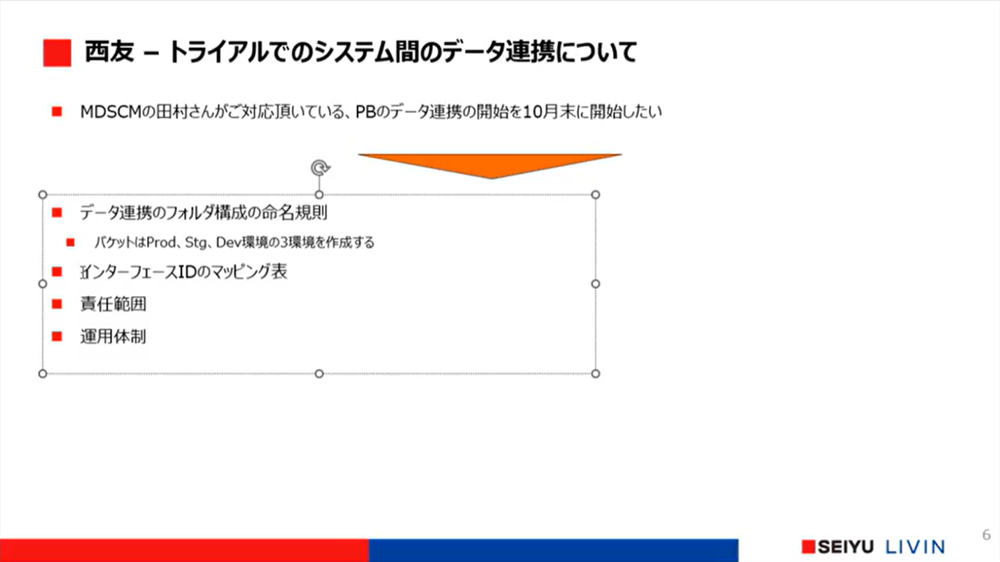 西友 – トライアルでのシステム間のデータ連携について
MDSCMの田村さんがご対応頂いている、PBのデータ連携の開始を10月末に開始したい
データ連携のフォルダ構成の命名規則
バケットはProd、Stg、Dev環境の3環境を作成する
インターフェースIDのマッピング表
責任範囲
運用体制
SEIYU LIVIN
6